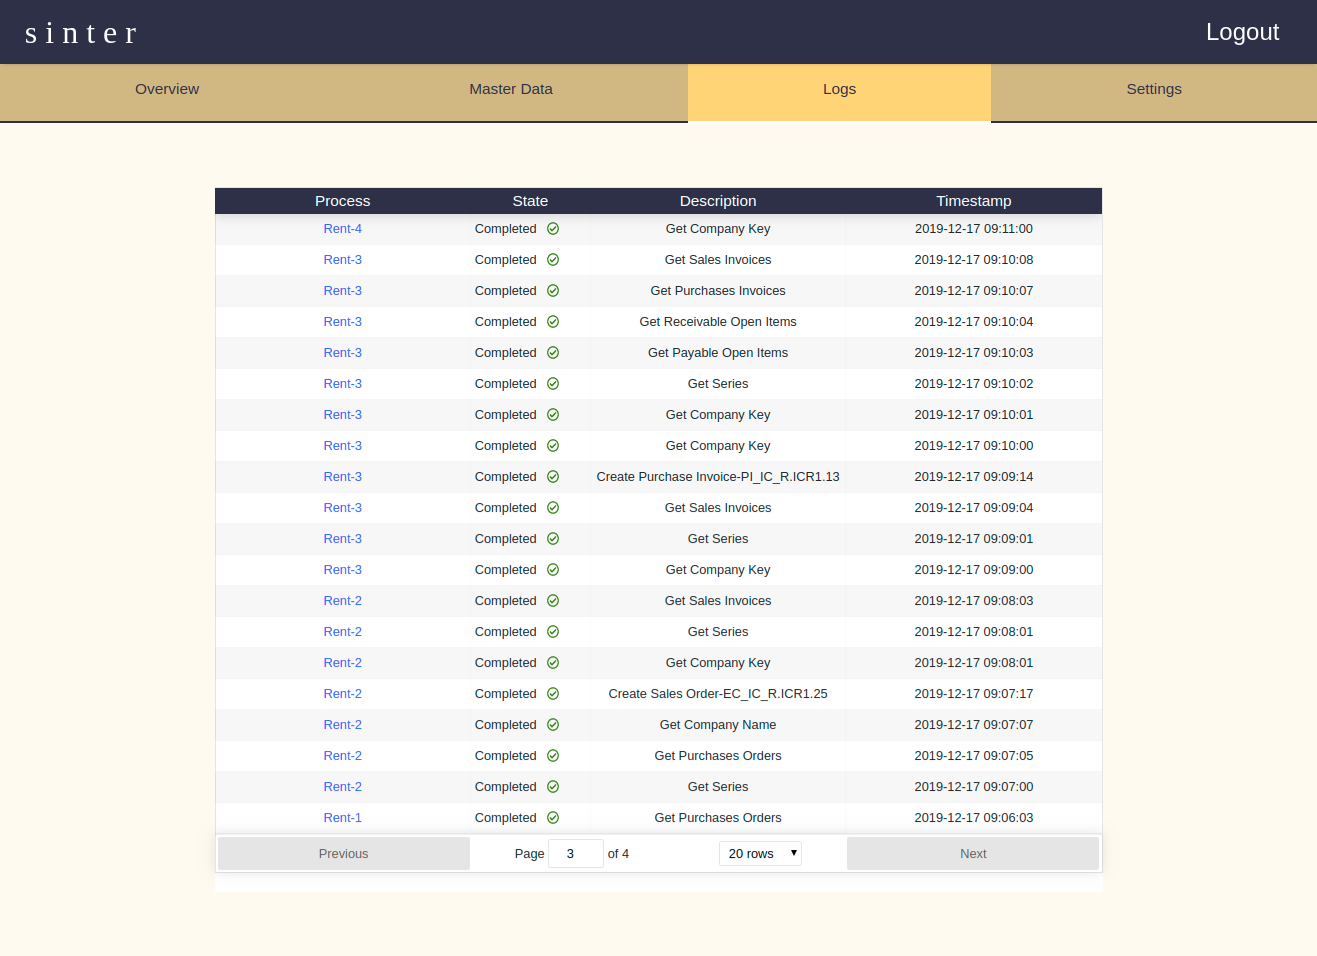 sinter Logout
Overview Master Data Logs Settings
Process State Description Timestamp
Rent-4 Completed Get Company Key 2019-12-17 09:11:00
Rent-3 Completed Get Sales Invoices 2019-12-17 09:10:08
Rent-3 Completed Get Purchases Invoices 2019-12-17 09:10:07
Rent-3 Completed Get Receivable Open Items 2019-12-17 09:10:04
Rent-3 Completed Get Payable Open Items 2019-12-17 09:10:03
Rent-3 Completed Get Series 2019-12-17 09:10:02
Rent-3 Completed Get Company Key 2019-12-17 09:10:01
Rent-3 Completed Get Company Key 2019-12-17 09:10:00
Rent-3 Completed Create Purchase Invoice-PI_IC_R.ICR1.13 2019-12-17 09:09:14
Rent-3 Completed Get Sales Invoices 2019-12-17 09:09:04
Rent-3 Completed Get Series 2019-12-17 09:09:01
Rent-3 Completed Get Company Key 2019-12-17 09:09:00
Rent-2 Completed Get Sales Invoices 2019-12-17 09:08:03
Rent-2 Completed Get Series 2019-12-17 09:08:01
Rent-2 Completed Get Company Key 2019-12-17 09:08:01
Rent-2 Completed Create Sales Order-EC_IC_R.ICR1.25 2019-12-17 09:07:17
Rent-2 Completed Get Company Name 2019-12-17 09:07:07
Rent-2 Completed Get Purchases Orders 2019-12-17 09:07:05
Rent-2 Completed Get Series 2019-12-17 09:07:00
Rent-1 Completed Get Purchases Orders 2019-12-17 09:06:03
Previous Page 3 of 4 20 rows Next